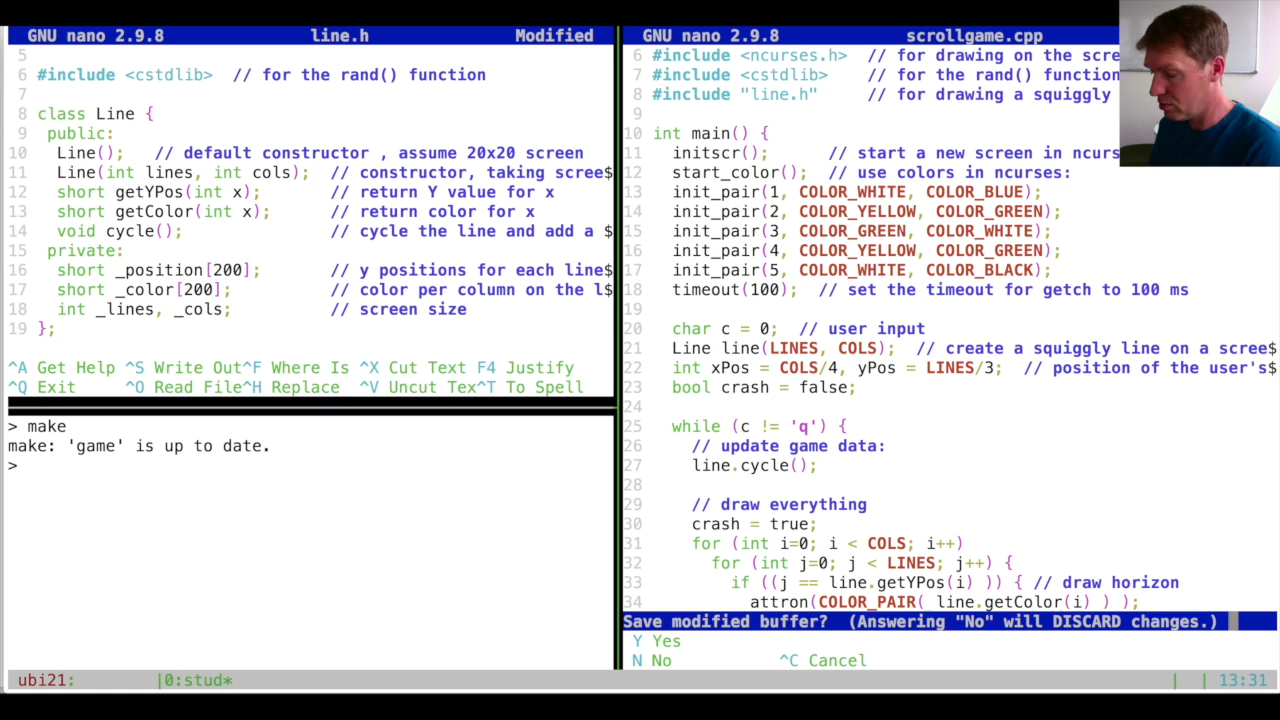 GNU nano 2.9.8 line.h Modified
5
6 #include <cstdlib> // for the rand() function
7
8 class Line {
9 public:
10 Line(); // default constructor , assume 20x20 screen
11 Line(int lines, int cols); // constructor, taking scree$
12 short getYPos(int x); // return Y value for x
13 short getColor(int x); // return color for x
14 void cycle(); // cycle the line and add a $
15 private:
16 short _position[200]; // y positions for each line$
17 short _color[200]; // color per column on the l$
18 int _lines, _cols; // screen size
19 };
^A Get Help ^S Write Out^F Where Is ^X Cut Text F4 Justify
^Q Exit ^O Read File^H Replace ^V Uncut Tex^T To Spell
> make
make: 'game' is up to date.
>
GNU nano 2.9.8 scrollgame.cpp
6 #include <ncurses.h> // for drawing on the scre
7 #include <cstdlib> // for the rand() function
8 #include "line.h" // for drawing a squiggly
10 int main() {
11 initscr(); // start a new screen in ncur
12 start_color(); // use colors in ncurses:
13 init_pair(1, COLOR_WHITE, COLOR_BLUE);
14 init_pair(2, COLOR_YELLOW, COLOR_GREEN);
15 init_pair(3, COLOR_GREEN, COLOR_WHITE);
16 init_pair(4, COLOR_YELLOW, COLOR_GREEN);
17 init_pair(5, COLOR_WHITE, COLOR_BLACK);
18 timeout(100); // set the timeout for getch to 100 ms
19
20 char c = 0; // user input
21 Line line(LINES, COLS); // create a squiggly line on a scree$
22 int xPos = COLS/4, yPos = LINES/3; // position of the user's$
23 bool crash = false;
24
25 while (c != 'q') {
26 // update game data:
27 line.cycle();
28
29 // draw everything
30 crash = true;
31 for (int i=0; i < COLS; i++)
32 for (int j=0; j < LINES; j++) {
33 if ((j == line.getYPos(i) )) { // draw horizon
34 attron(COLOR_PAIR( line.getColor(i) ) );
Save modified buffer? (Answering "No" will DISCARD changes.)
Y Yes
N No ^C Cancel
ubi21: |0:stud* | | 13:31